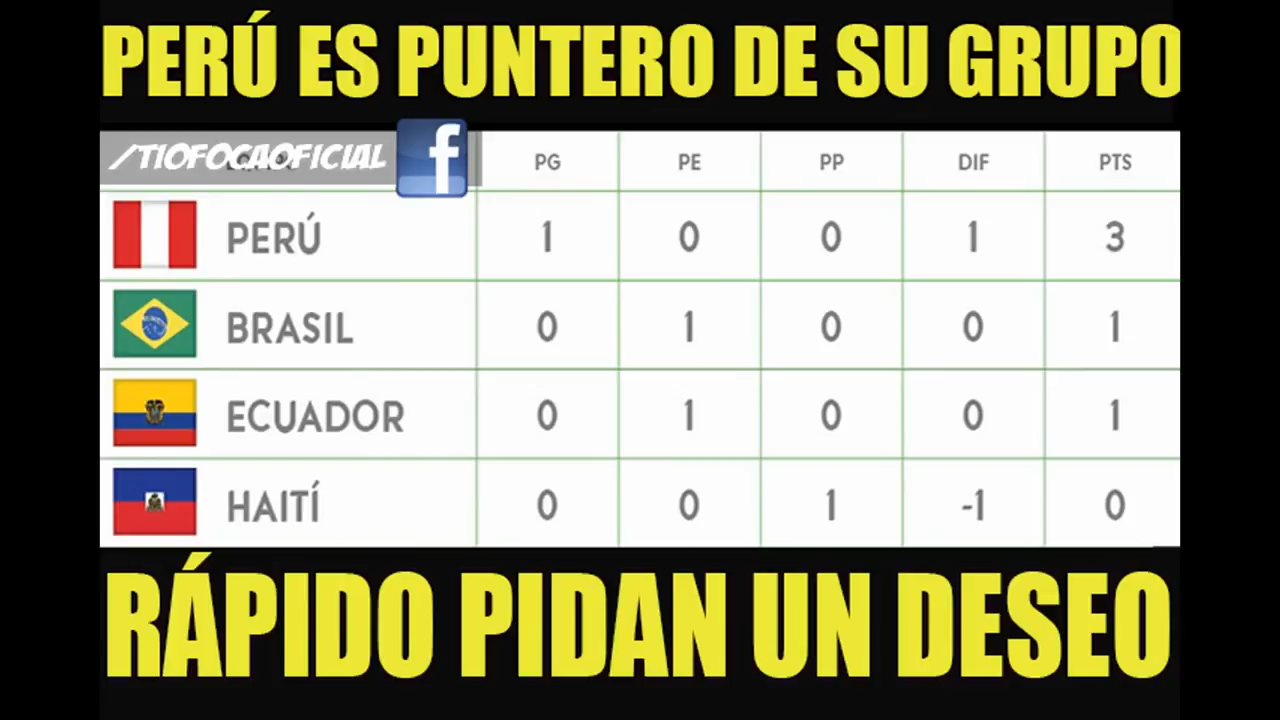 PERÚ ES PUNTERO DE SU GRUPO
/TIOFOCAOFICIAL f PG PE PP DIF PTS
PERÚ 1 0 0 1 3
BRASIL 0 1 0 0 1
ECUADOR 0 1 0 0 1
HAITÍ 0 0 1 -1 0
RÁPIDO PIDAN UN DESEO